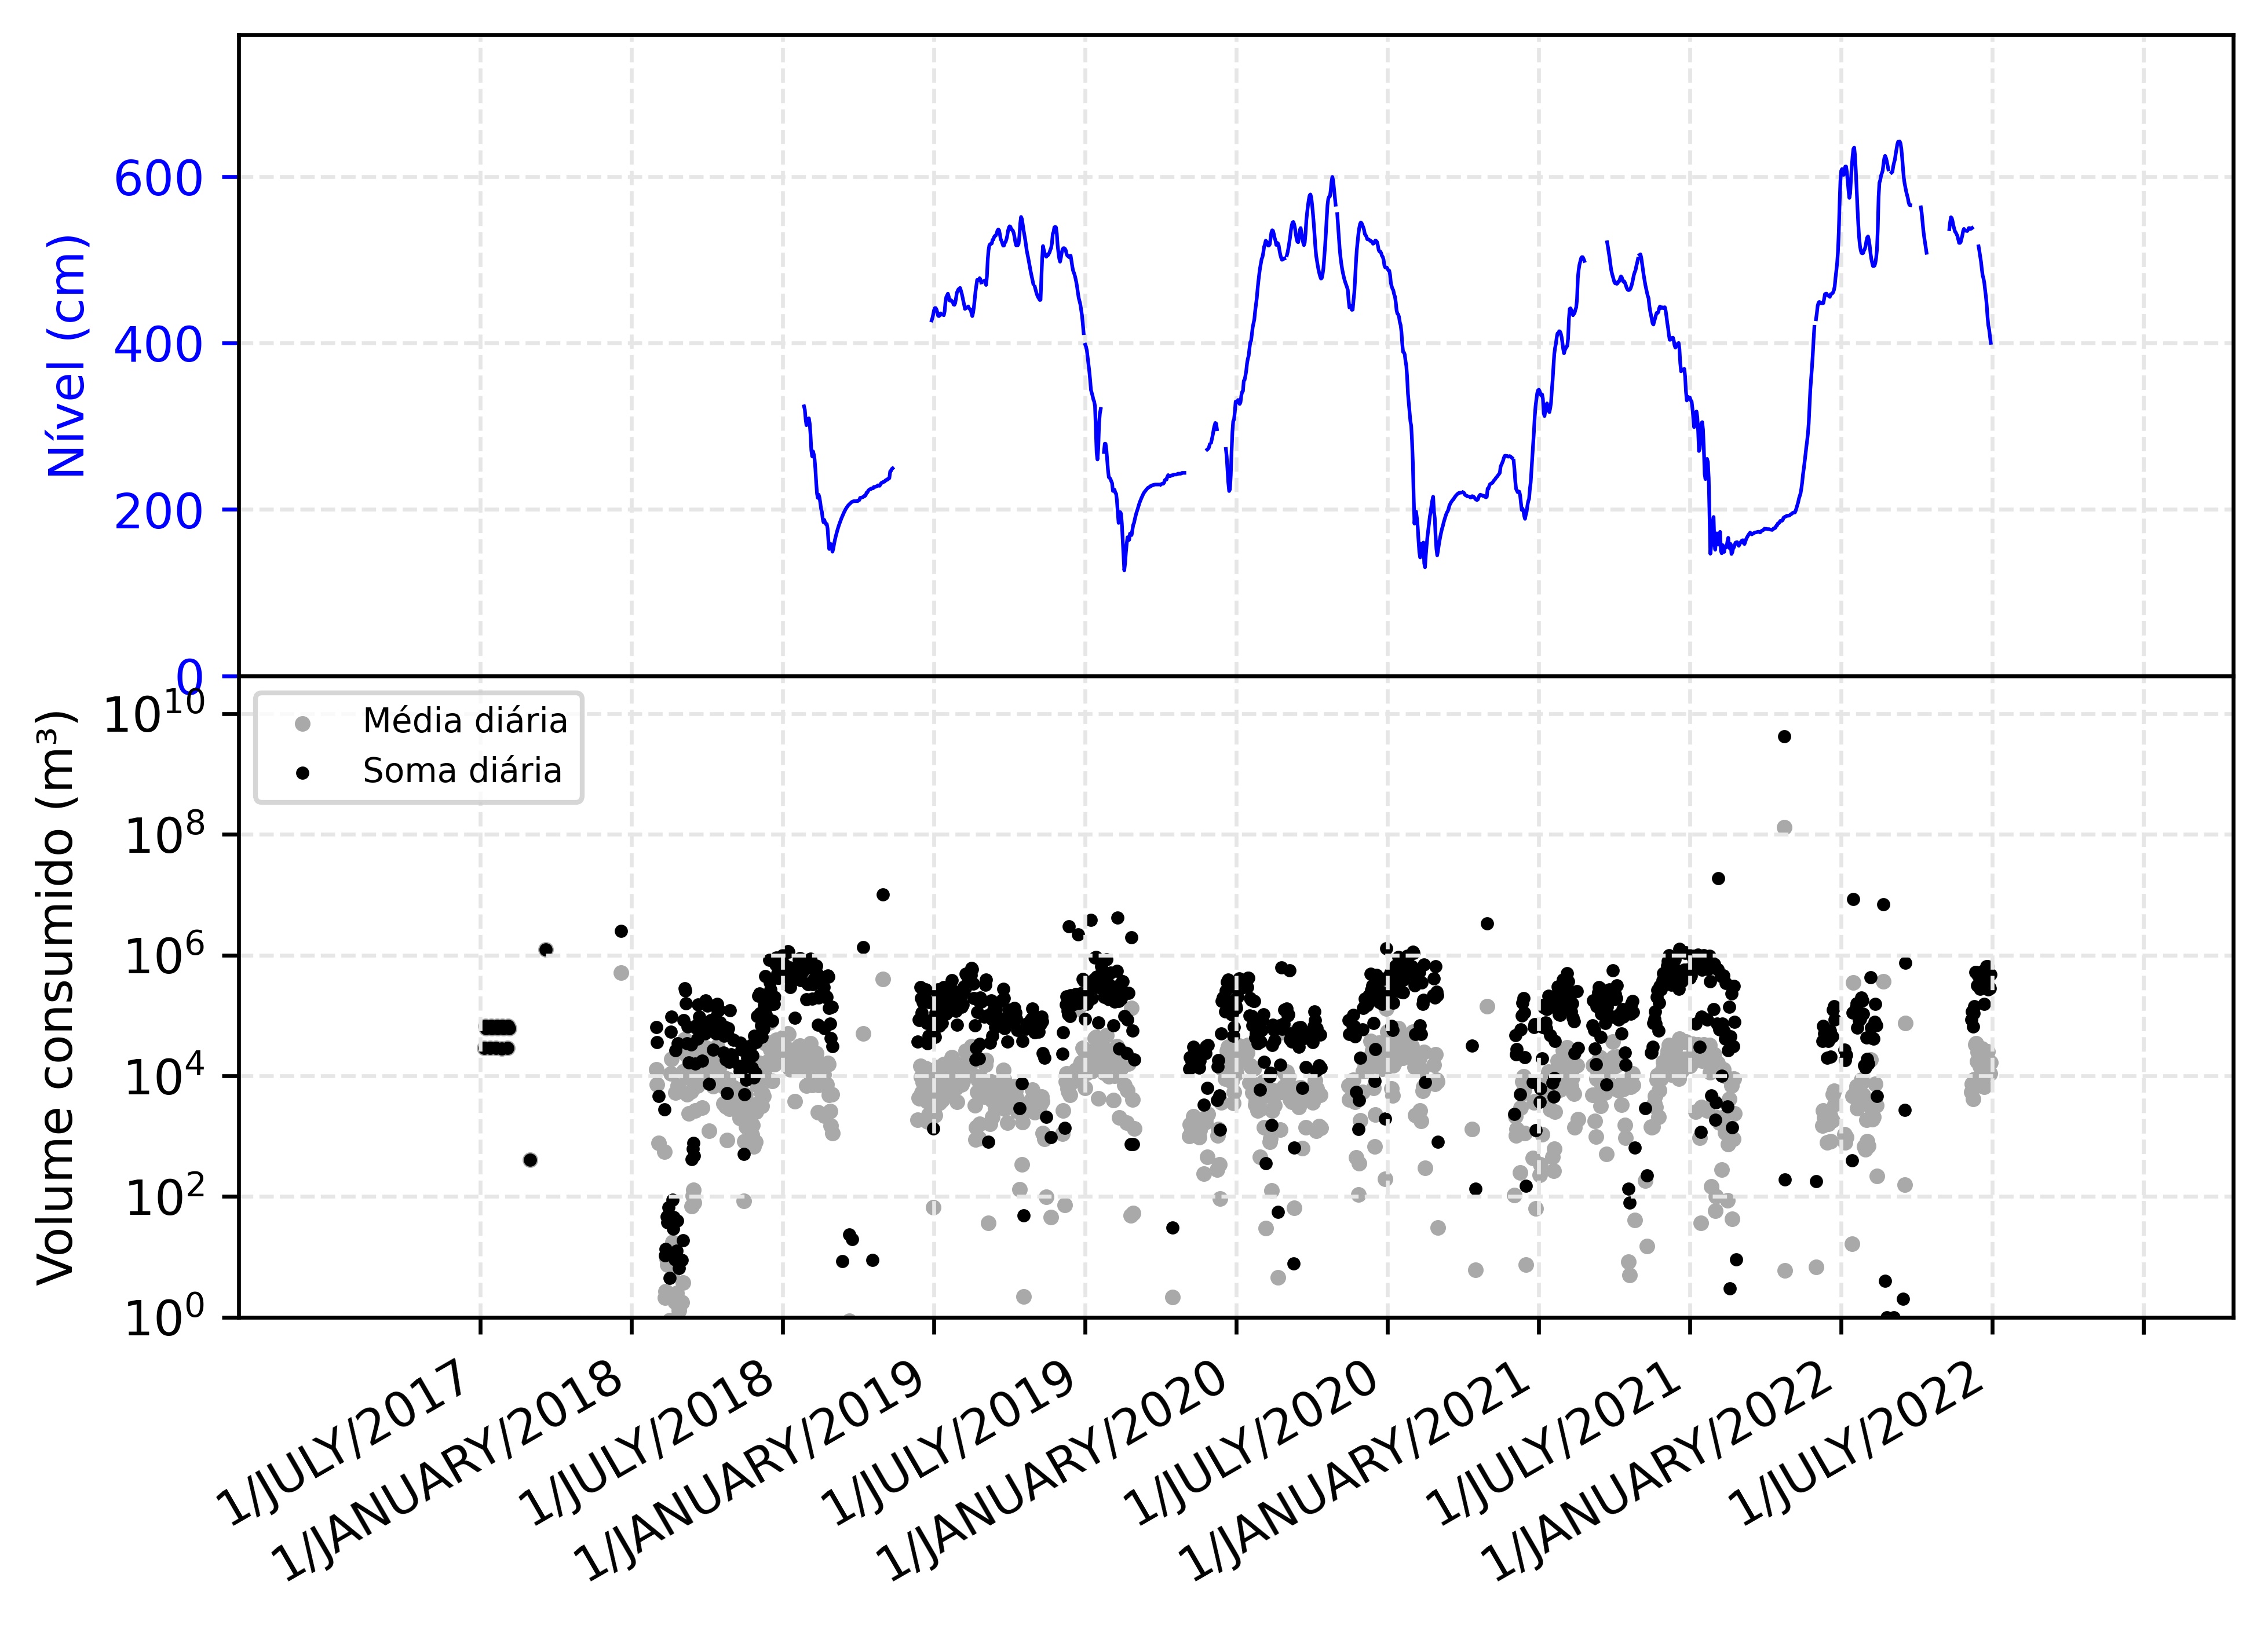 Nível (cm)
600
400
200
0
Volume consumido (m³)
10¹⁰
10⁸
10⁶
10⁴
10²
10⁰
Média diária
Soma diária
1/JULY/2017
1/JANUARY/2018
1/JULY/2018
1/JANUARY/2019
1/JULY/2019
1/JANUARY/2020
1/JULY/2020
1/JANUARY/2021
1/JULY/2021
1/JANUARY/2022
1/JULY/2022